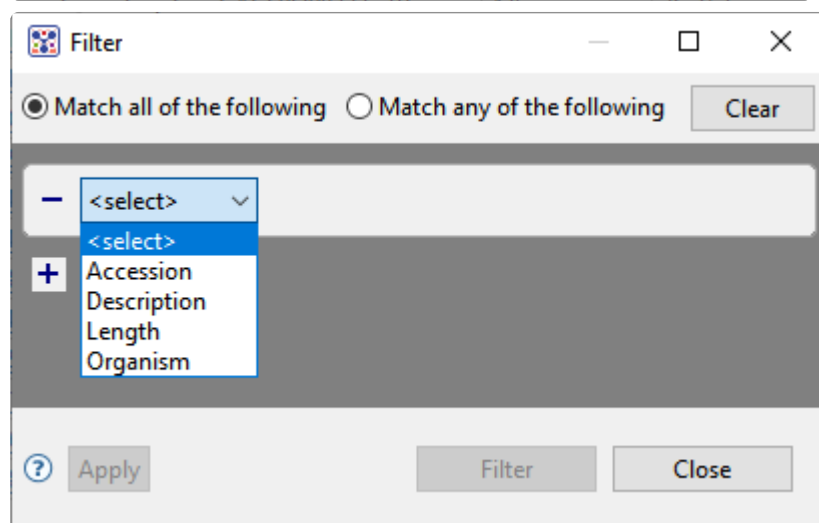 Filter
Match all of the following Match any of the following Clear
<select>
<select>
Accession
Description
Length
Organism
Apply Filter Close